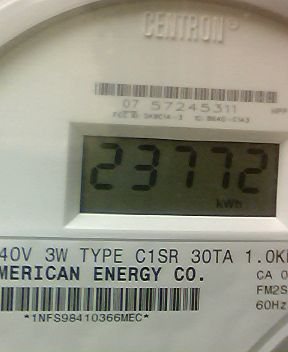 CENTRON
07 57245311
23772
kWh
40V 3W TYPE C1SR 30TA 1.0K
MERICAN ENERGY CO.
CA 0
FM2S
60Hz
*1NFS98410366MEC*